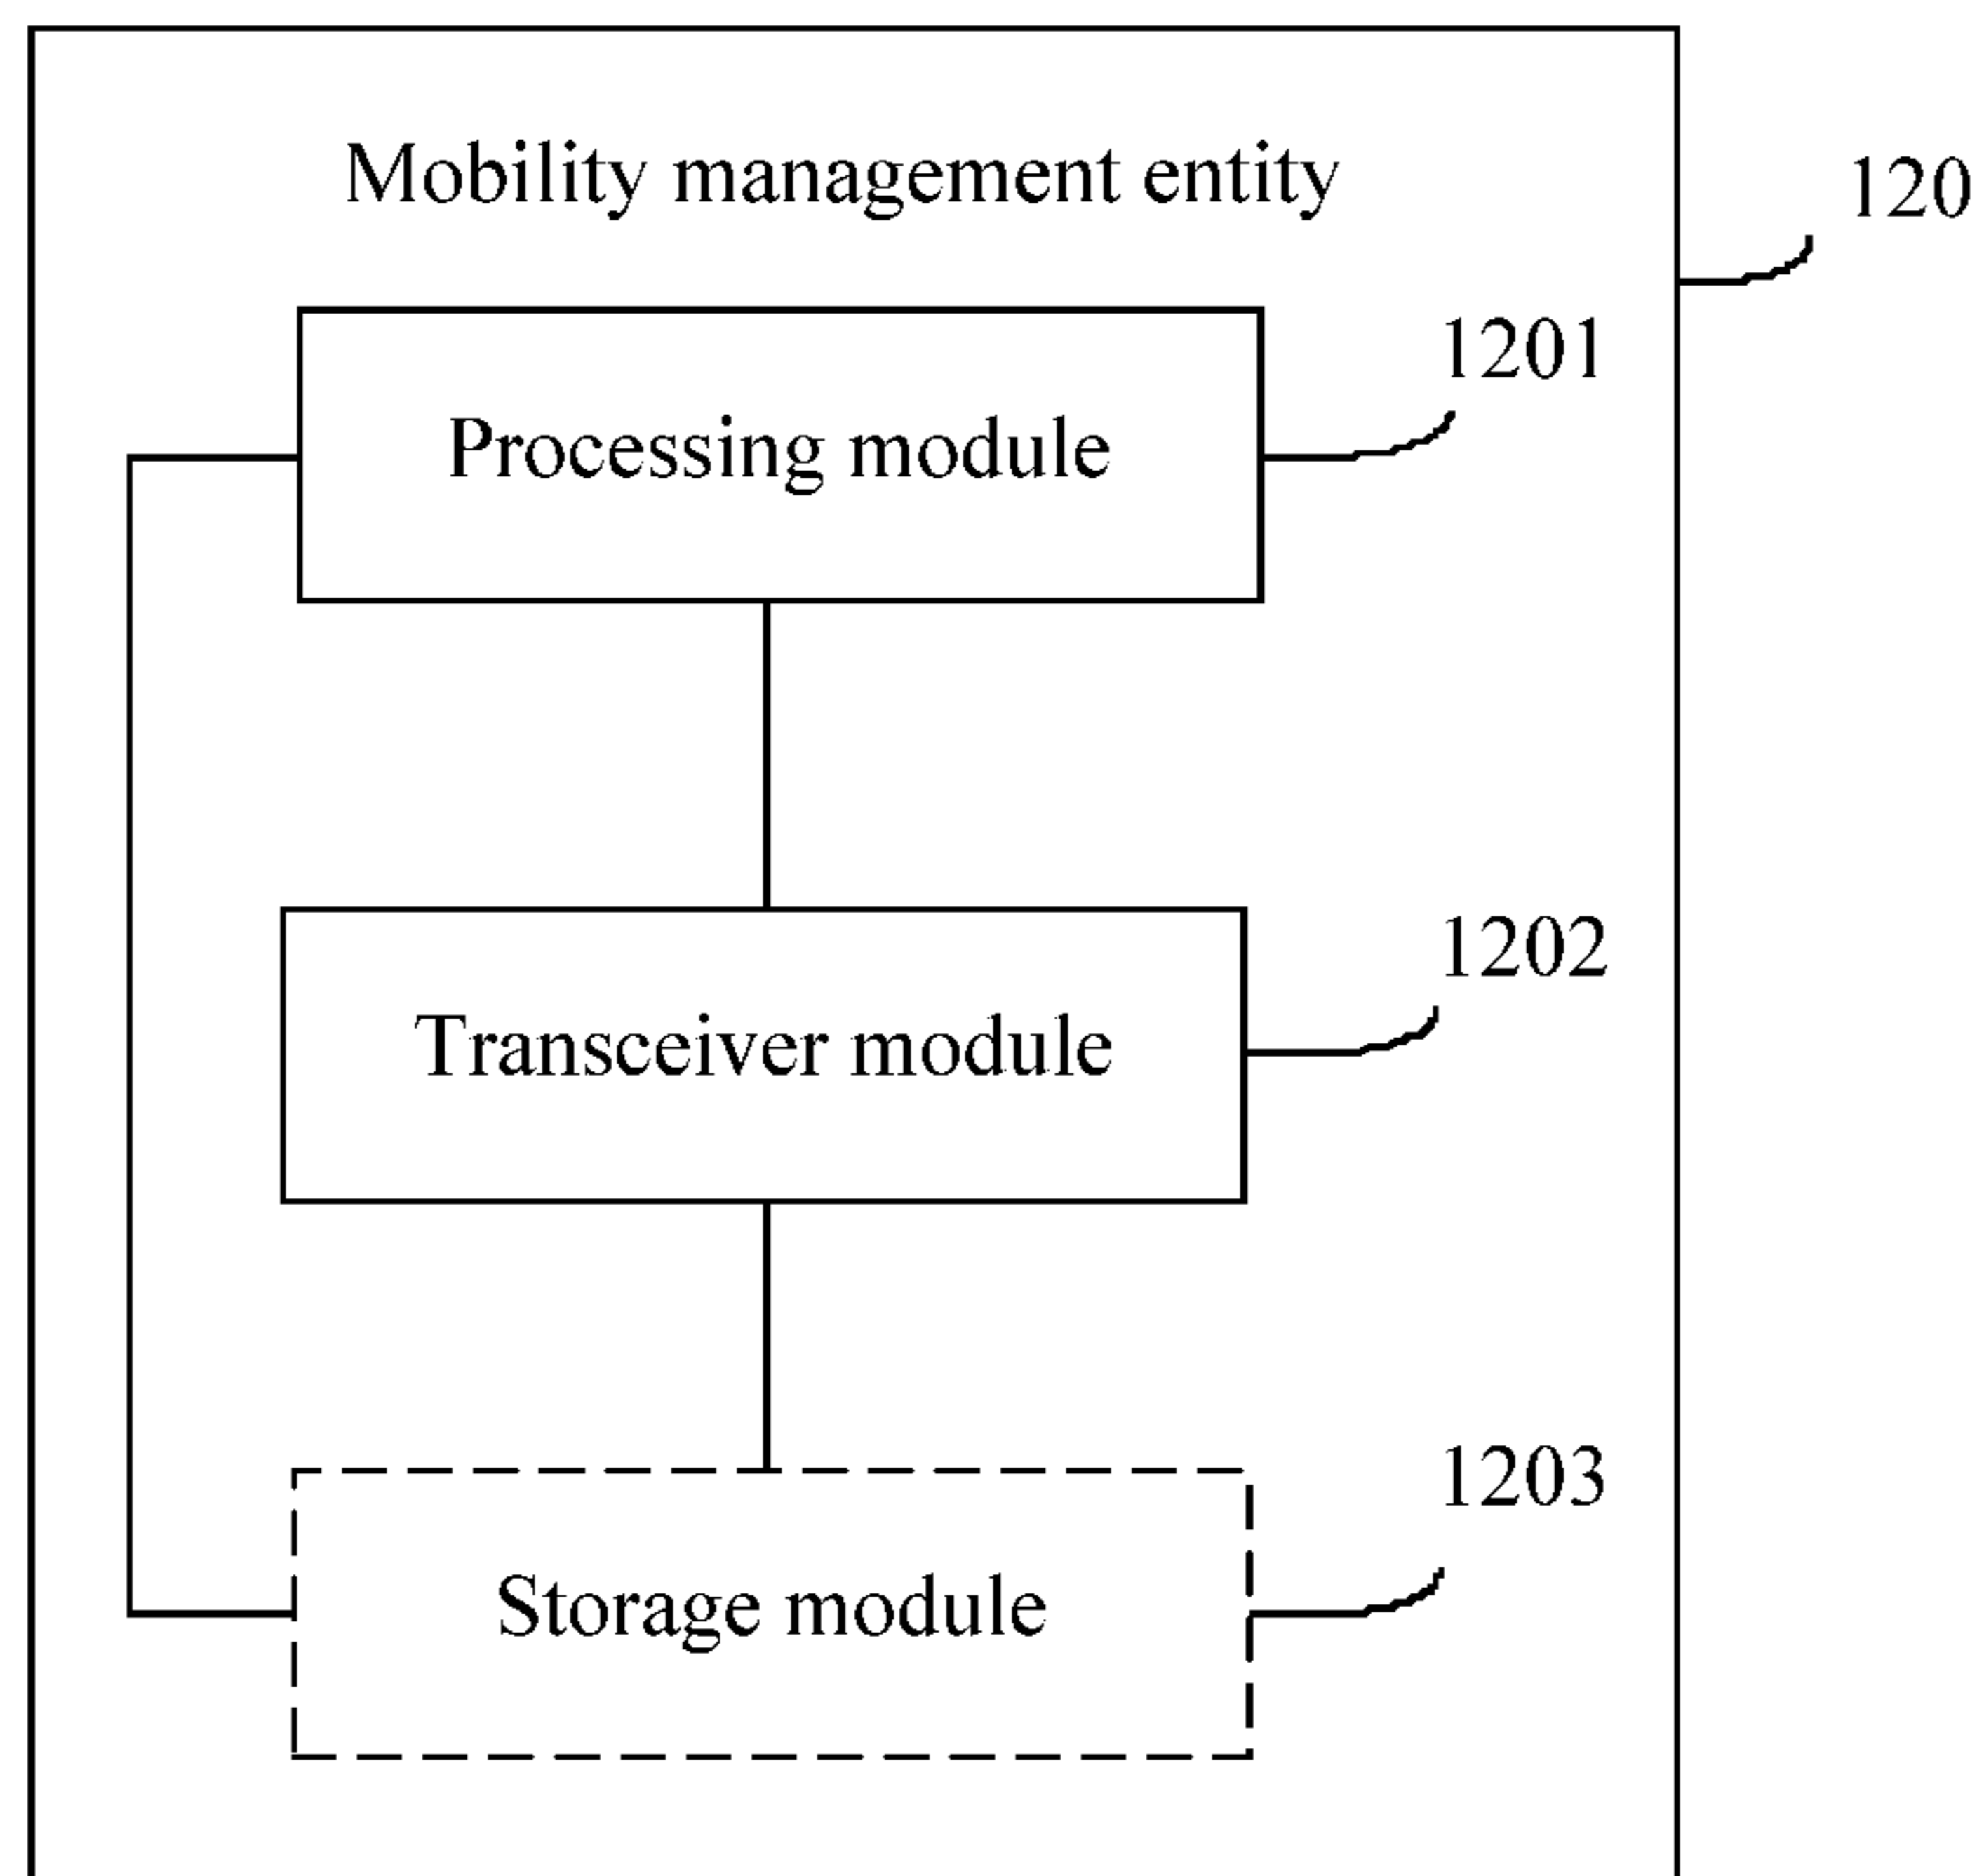 Mobility management entity
120
1201
Processing module
1202
Transceiver module
1203
Storage module